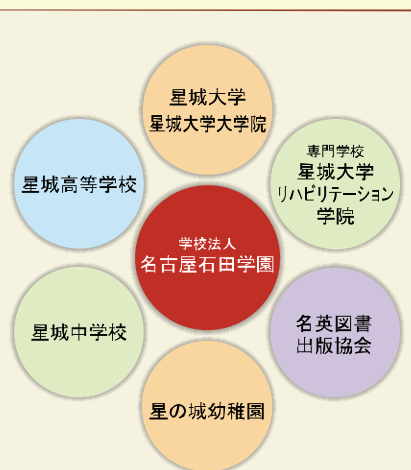 星城大学
星城大学大学院
専門学校
星城大学
リハビリテーション
学院
星城高等学校
学校法人
名古屋石田学園
星城中学校
名英図書
出版協会
星の城幼稚園